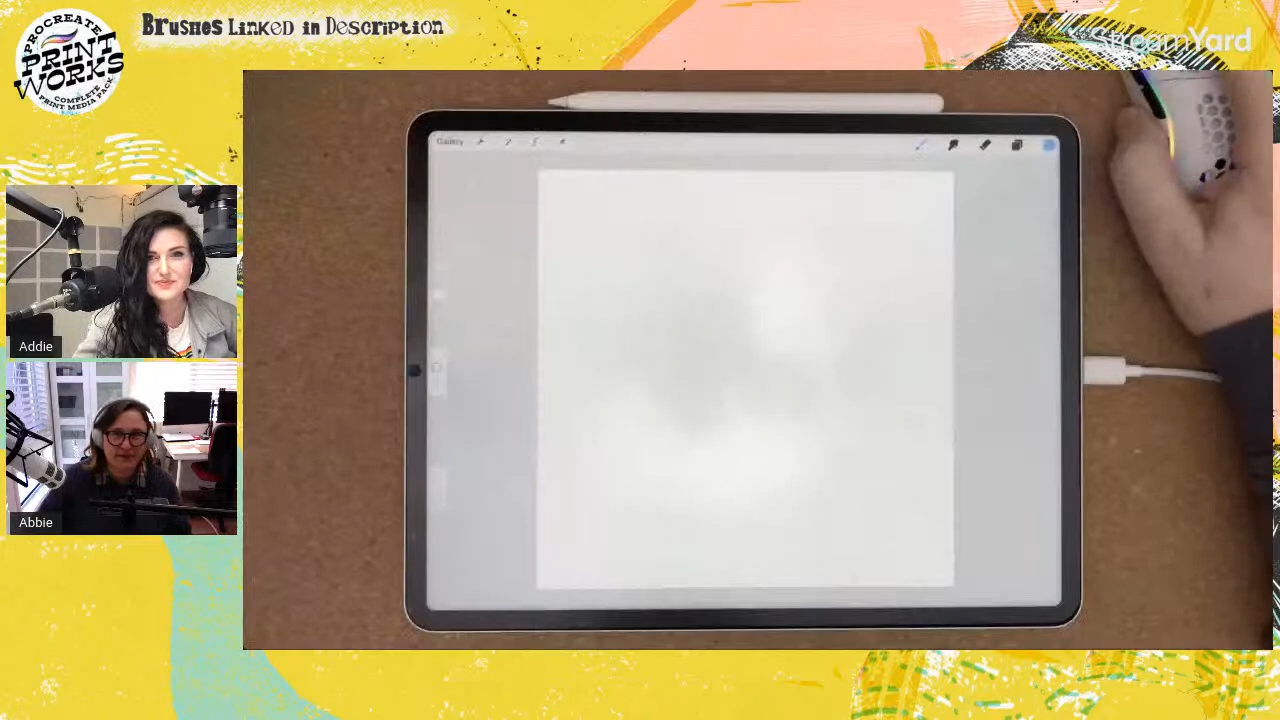 Brushes Linked in Description
StreamYard
PROCREATE
PRINT
WORKS
COMPLETE
PRINT MEDIA PACK
Gallery
Addie
Abbie